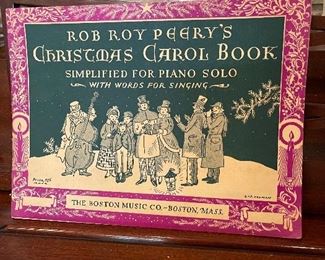 ROB ROY PEERY'S
CHRISTMAS CAROL BOOK
SIMPLIFIED FOR PIANO SOLO
WITH WORDS FOR SINGING
THE BOSTON MUSIC CO. - BOSTON, MASS.